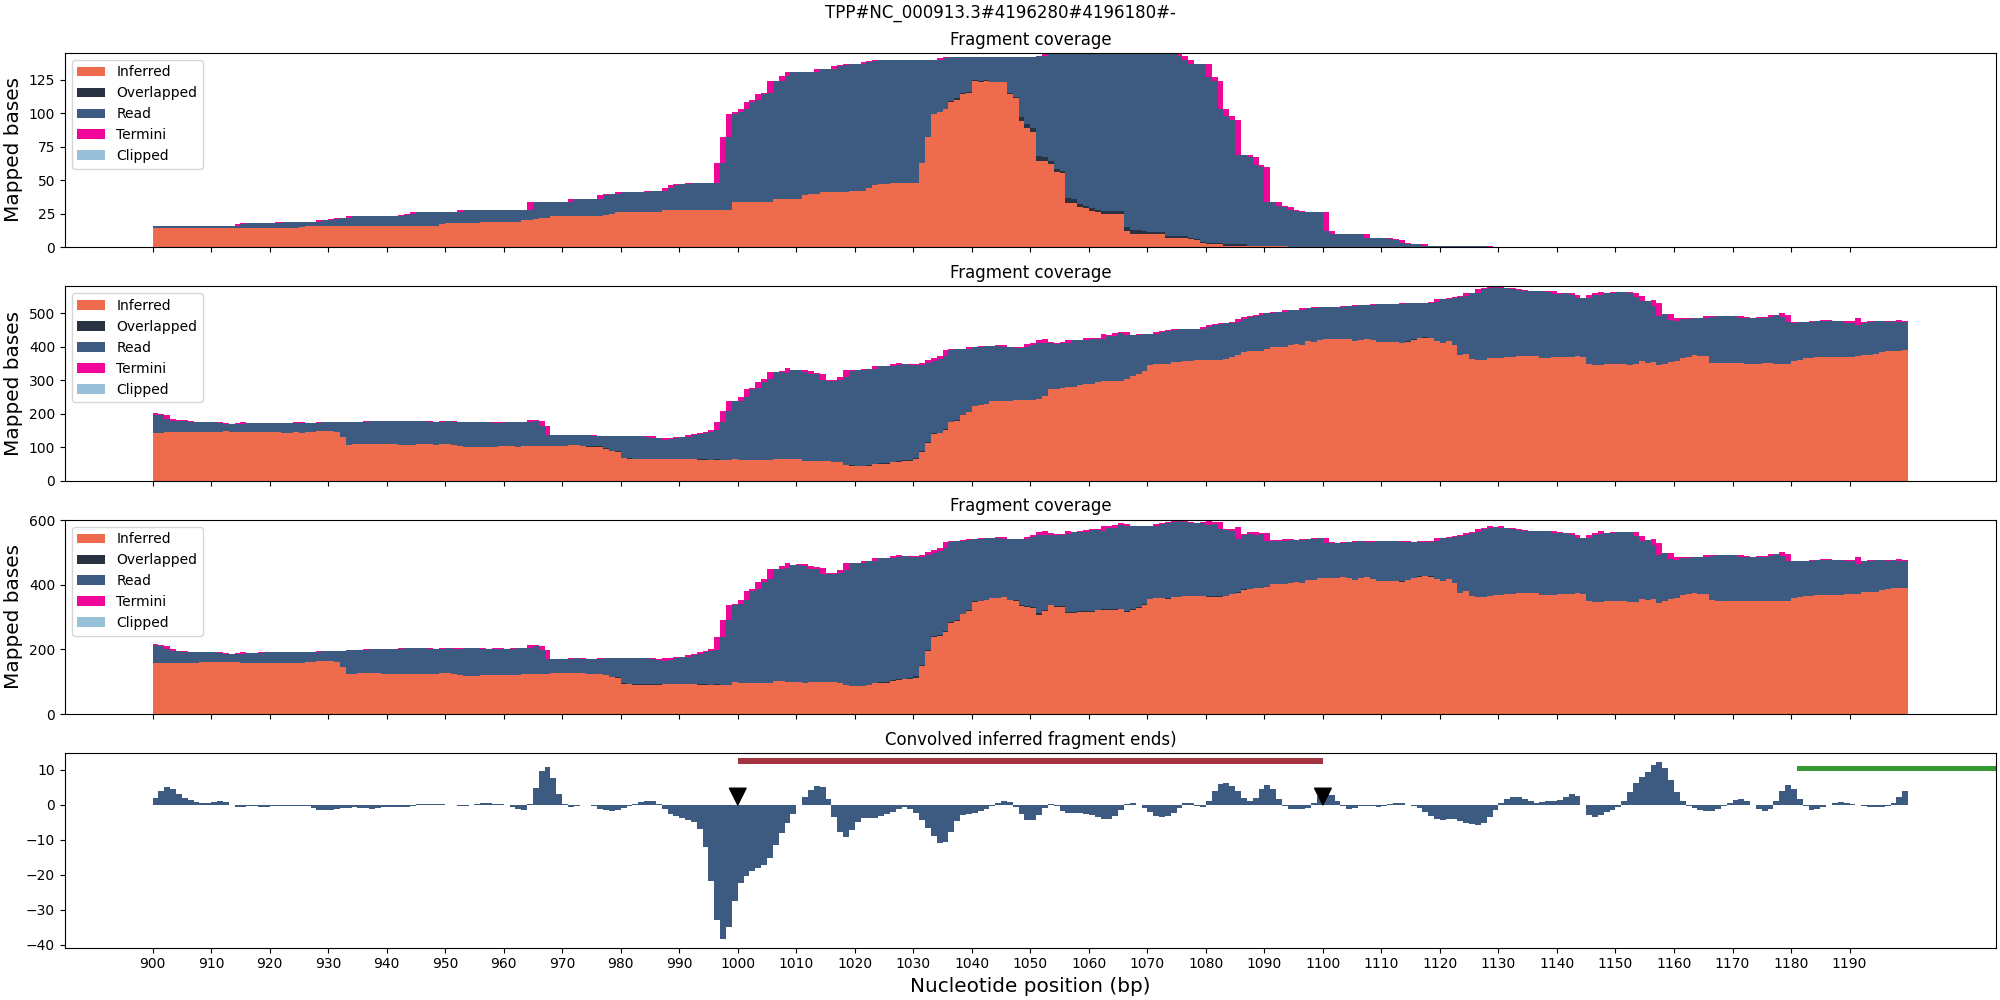 TPP#NC_000913.3#4196280#4196180#-
Fragment coverage
Mapped bases
125
100
75
50
25
0
Inferred
Overlapped
Read
Termini
Clipped
Fragment coverage
Mapped bases
500
400
300
200
100
0
Inferred
Overlapped
Read
Termini
Clipped
Fragment coverage
Mapped bases
600
400
200
0
Inferred
Overlapped
Read
Termini
Clipped
Convolved inferred fragment ends)
10
0
−10
−20
−30
−40
900 910 920 930 940 950 960 970 980 990 1000 1010 1020 1030 1040 1050 1060 1070 1080 1090 1100 1110 1120 1130 1140 1150 1160 1170 1180 1190
Nucleotide position (bp)